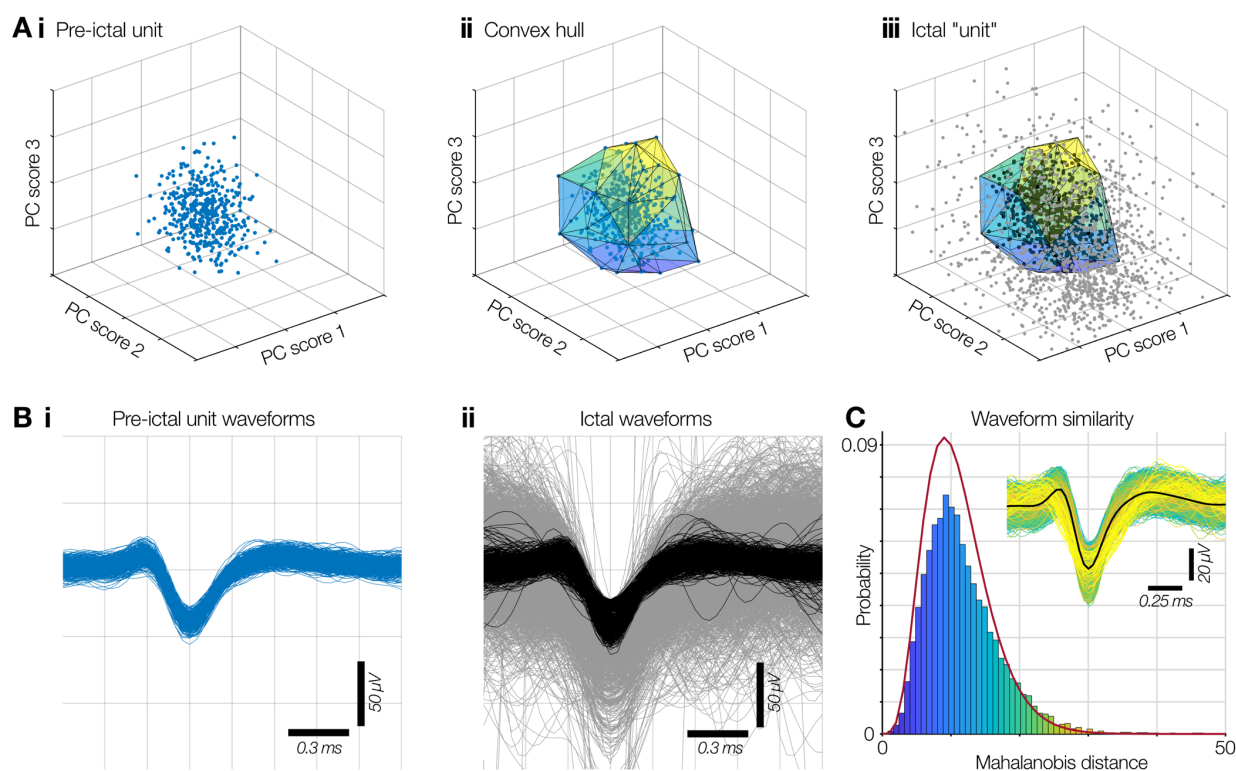 A i Pre-ictal unit
ii Convex hull
iii Ictal "unit"
PC score 3
PC score 2
PC score 1
PC score 3
PC score 2
PC score 1
PC score 3
PC score 2
PC score 1
B i Pre-ictal unit waveforms
50 μV
0.3 ms
ii Ictal waveforms
50 μV
0.3 ms
C Waveform similarity
0.09
Probability
0
20 μV
0.25 ms
0
50
Mahalanobis distance